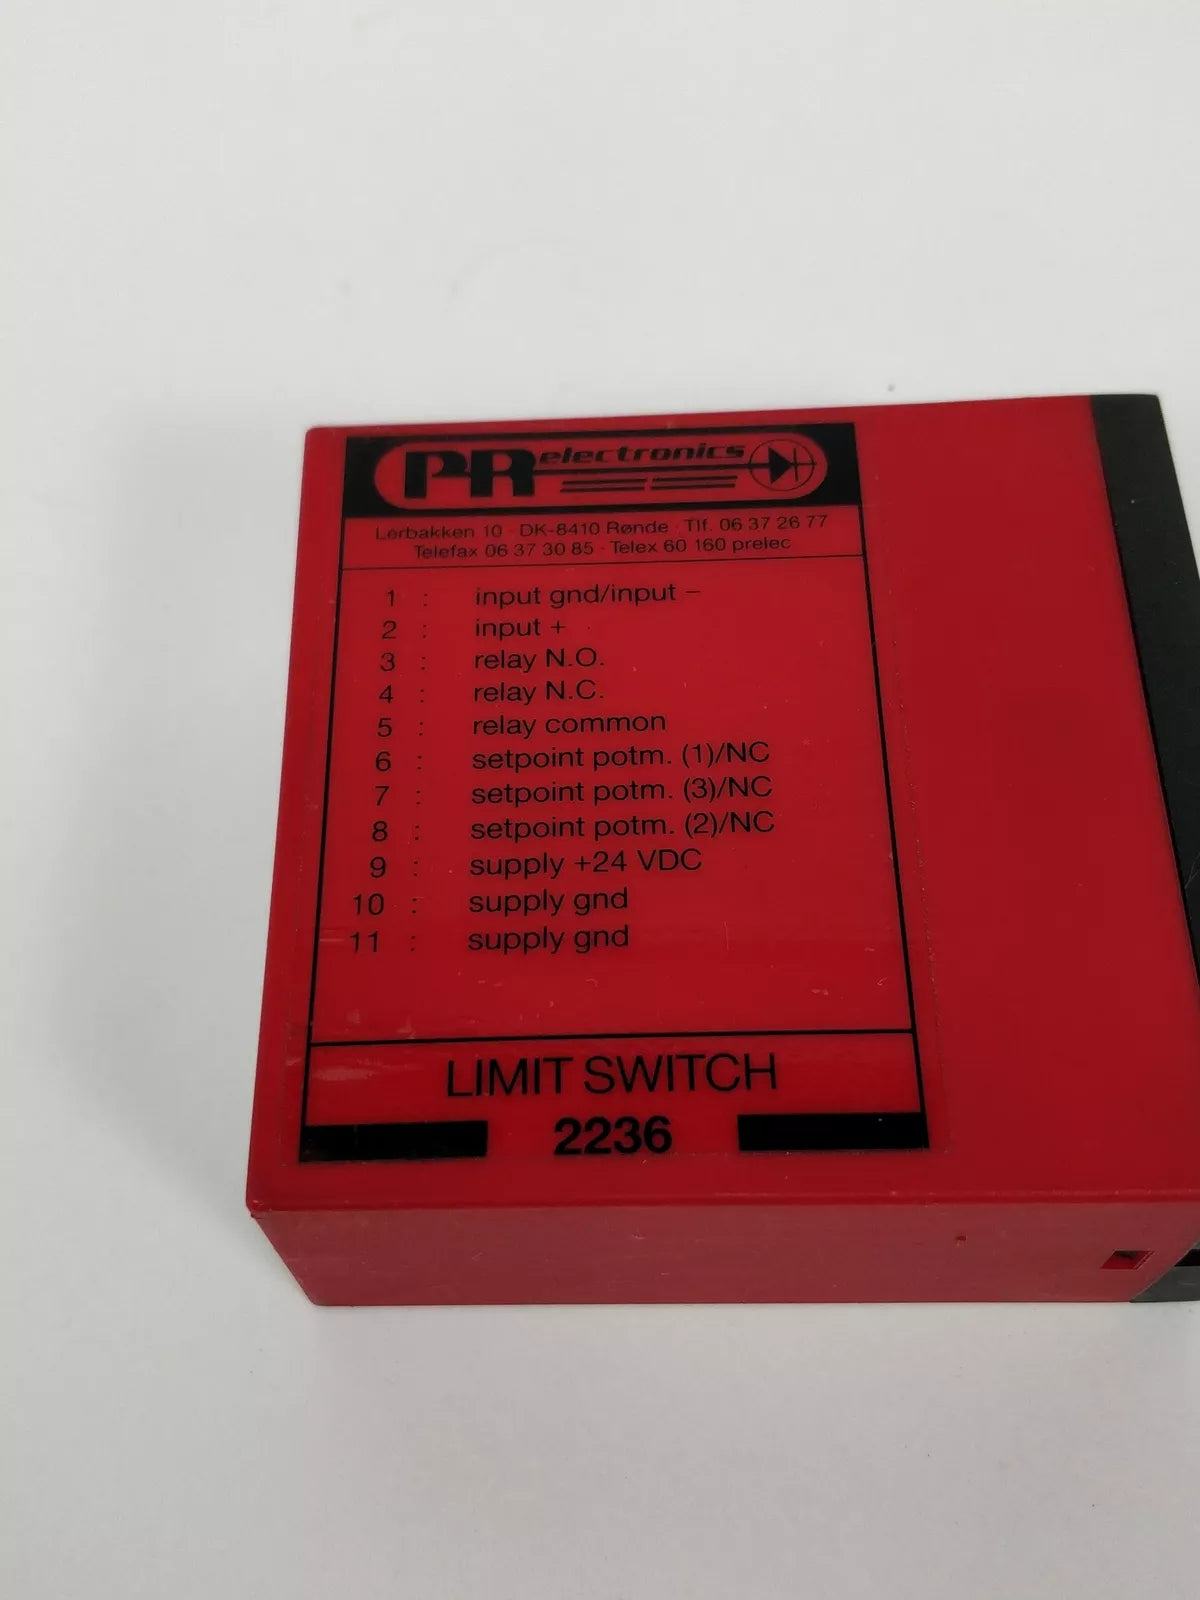 PR electronics
Lerbakken 10 · DK-8410 Rønde · Tlf. 06 37 26 77
Telefax 06 37 30 85 · Telex 60 160 prelec
1 : input gnd/input –
2 : input +
3 : relay N.O.
4 : relay N.C.
5 : relay common
6 : setpoint potm. (1)/NC
7 : setpoint potm. (3)/NC
8 : setpoint potm. (2)/NC
9 : supply +24 VDC
10 : supply gnd
11 : supply gnd
LIMIT SWITCH
2236